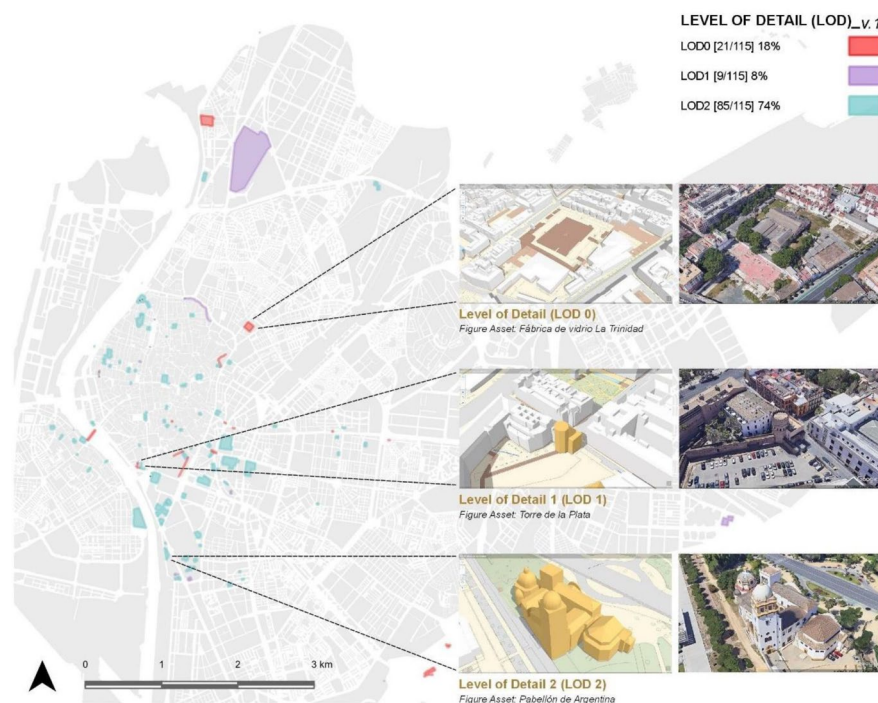 LEVEL OF DETAIL (LOD)_V. 1
LOD0 [21/115] 18%
LOD1 [9/115] 8%
LOD2 [85/115] 74%
Level of Detail (LOD 0)
Figure Asset: Fábrica de vidrio La Trinidad
Level of Detail 1 (LOD 1)
Figure Asset: Torre de la Plata
Level of Detail 2 (LOD 2)
Figure Asset: Pabellón de Argentina
0 1 2 3 km